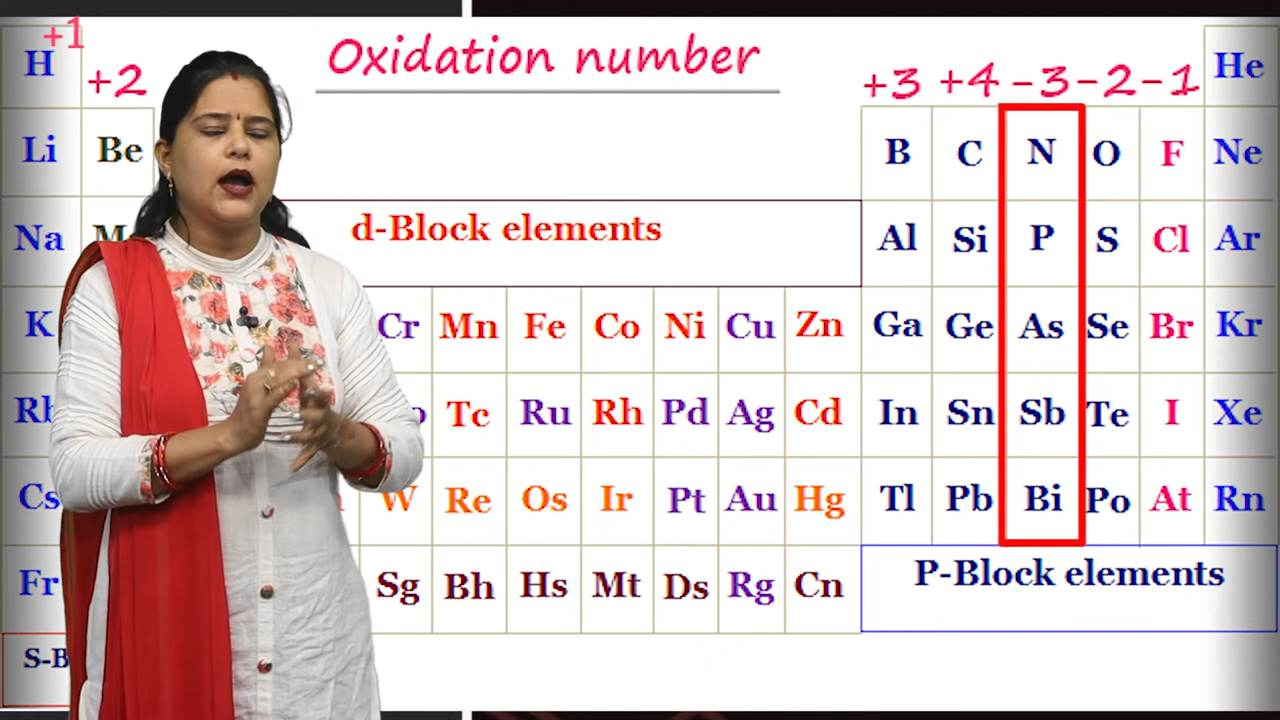 Oxidation number
+1
+2
+3 +4 -3 -2 -1
H He
Li Be B C N O F Ne
Na d-Block elements Al Si P S Cl Ar
K Cr Mn Fe Co Ni Cu Zn Ga Ge As Se Br Kr
Rb Tc Ru Rh Pd Ag Cd In Sn Sb Te I Xe
Cs W Re Os Ir Pt Au Hg Tl Pb Bi Po At Rn
Fr Sg Bh Hs Mt Ds Rg Cn P-Block elements
S-B